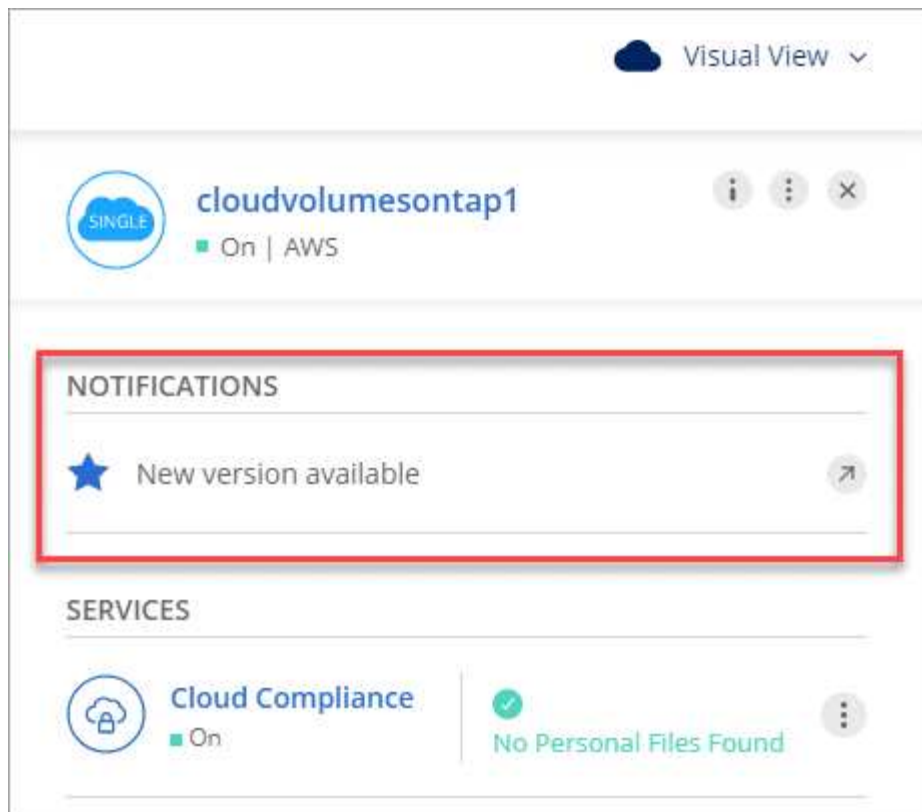 Visual View
SINGLE
cloudvolumesontap1
On | AWS
NOTIFICATIONS
New version available
SERVICES
Cloud Compliance
On
No Personal Files Found